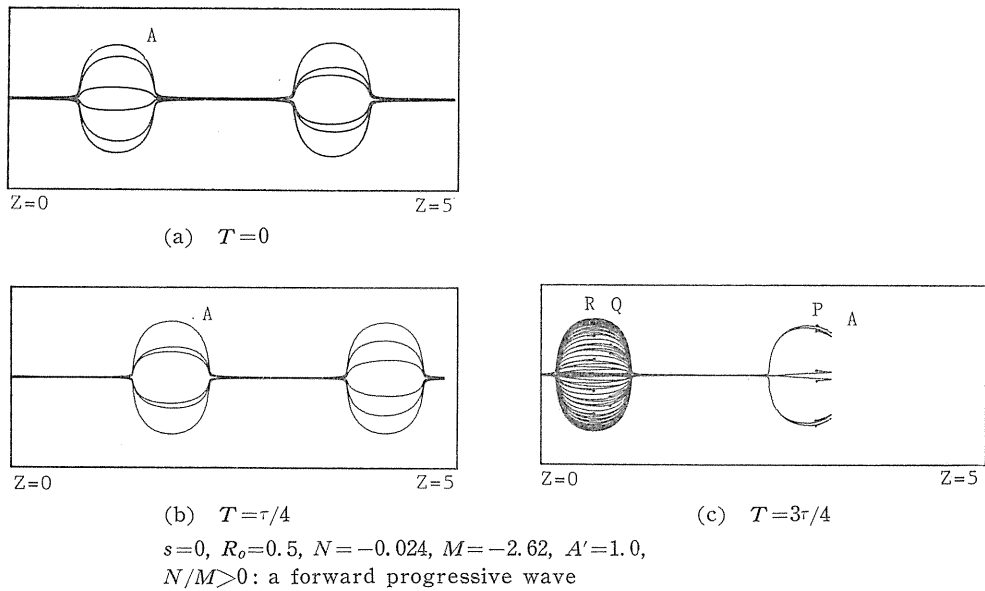 A
Z=0 Z=5
(a) T=0
A
Z=0 Z=5
(b) T=τ/4
R Q P A
Z=0 Z=5
(c) T=3τ/4
s=0, R_o=0.5, N=−0.024, M=−2.62, A′=1.0,
N/M>0: a forward progressive wave